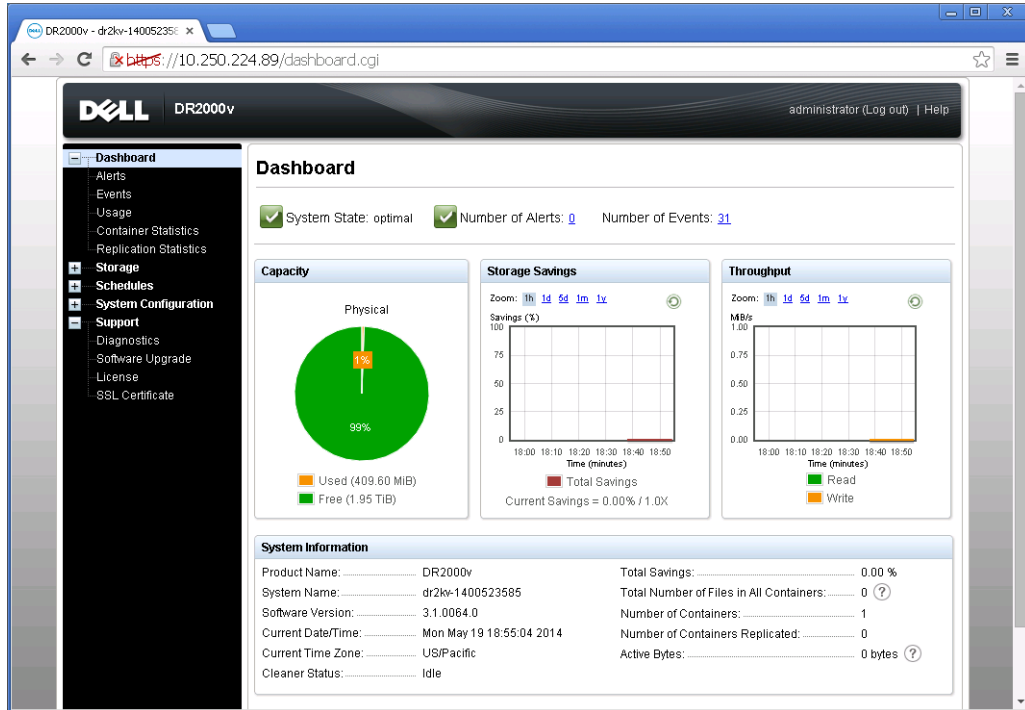 DR2000v - dr2kv-14005235
https://10.250.224.89/dashboard.cgi
DELL DR2000v
administrator (Log out) | Help
Dashboard
Alerts
Events
Usage
Container Statistics
Replication Statistics
Storage
Schedules
System Configuration
Support
Diagnostics
Software Upgrade
License
SSL Certificate
Dashboard
System State: optimal Number of Alerts: 0 Number of Events: 31
Capacity
Physical
1%
99%
Used (409.60 MiB)
Free (1.95 TiB)
Storage Savings
Zoom: 1h 1d 5d 1m 1y
Savings (%)
100
75
50
25
0
18:00 18:10 18:20 18:30 18:40 18:50
Time (minutes)
Total Savings
Current Savings = 0.00% / 1.0X
Throughput
Zoom: 1h 1d 5d 1m 1y
MiB/s
1.00
0.75
0.50
0.25
0.00
18:00 18:10 18:20 18:30 18:40 18:50
Time (minutes)
Read
Write
System Information
Product Name: DR2000v
System Name: dr2kv-1400523585
Software Version: 3.1.0064.0
Current Date/Time: Mon May 19 18:55:04 2014
Current Time Zone: US/Pacific
Cleaner Status: Idle
Total Savings: 0.00 %
Total Number of Files in All Containers: 0 ?
Number of Containers: 1
Number of Containers Replicated: 0
Active Bytes: 0 bytes ?